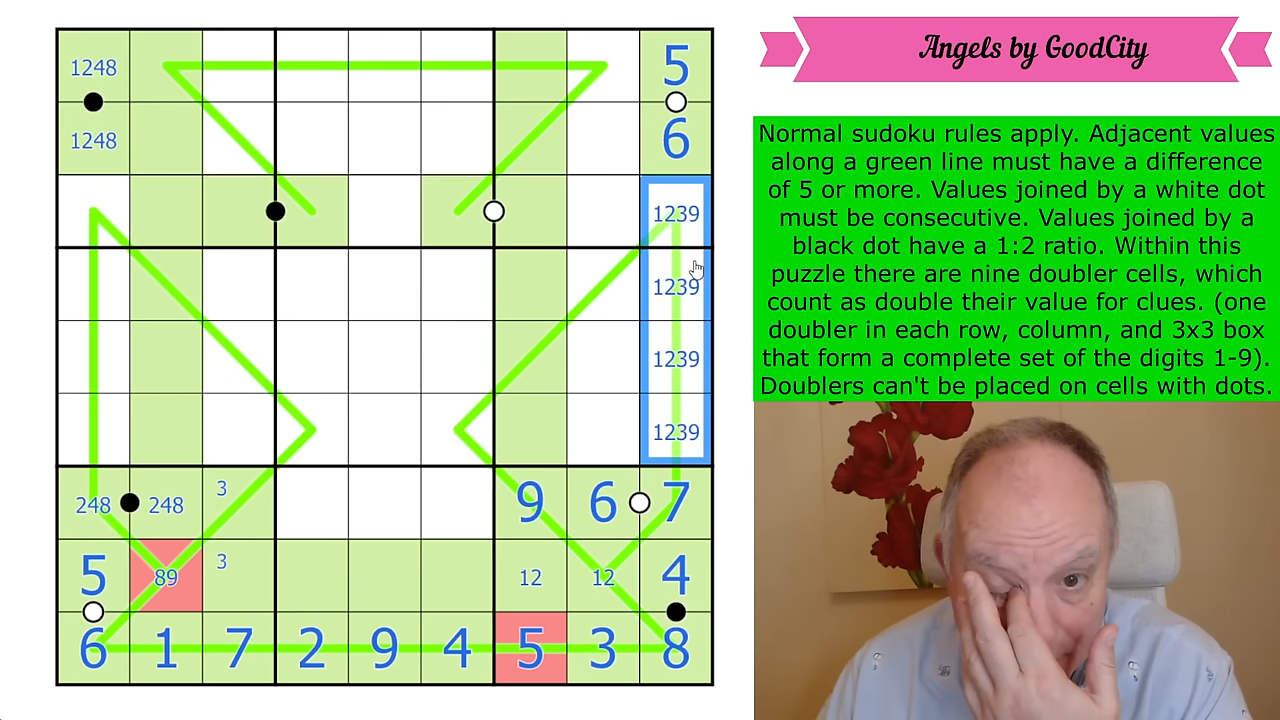 Angels by GoodCity
Normal sudoku rules apply. Adjacent values
along a green line must have a difference
of 5 or more. Values joined by a white dot
must be consecutive. Values joined by a
black dot have a 1:2 ratio. Within this
puzzle there are nine doubler cells, which
count as double their value for clues. (one
doubler in each row, column, and 3x3 box
that form a complete set of the digits 1-9).
Doublers can't be placed on cells with dots.
1248 5
1248 6
1239
1239
1239
1239
248 248 3 9 6 7
5 89 3 12 12 4
6 1 7 2 9 4 5 3 8